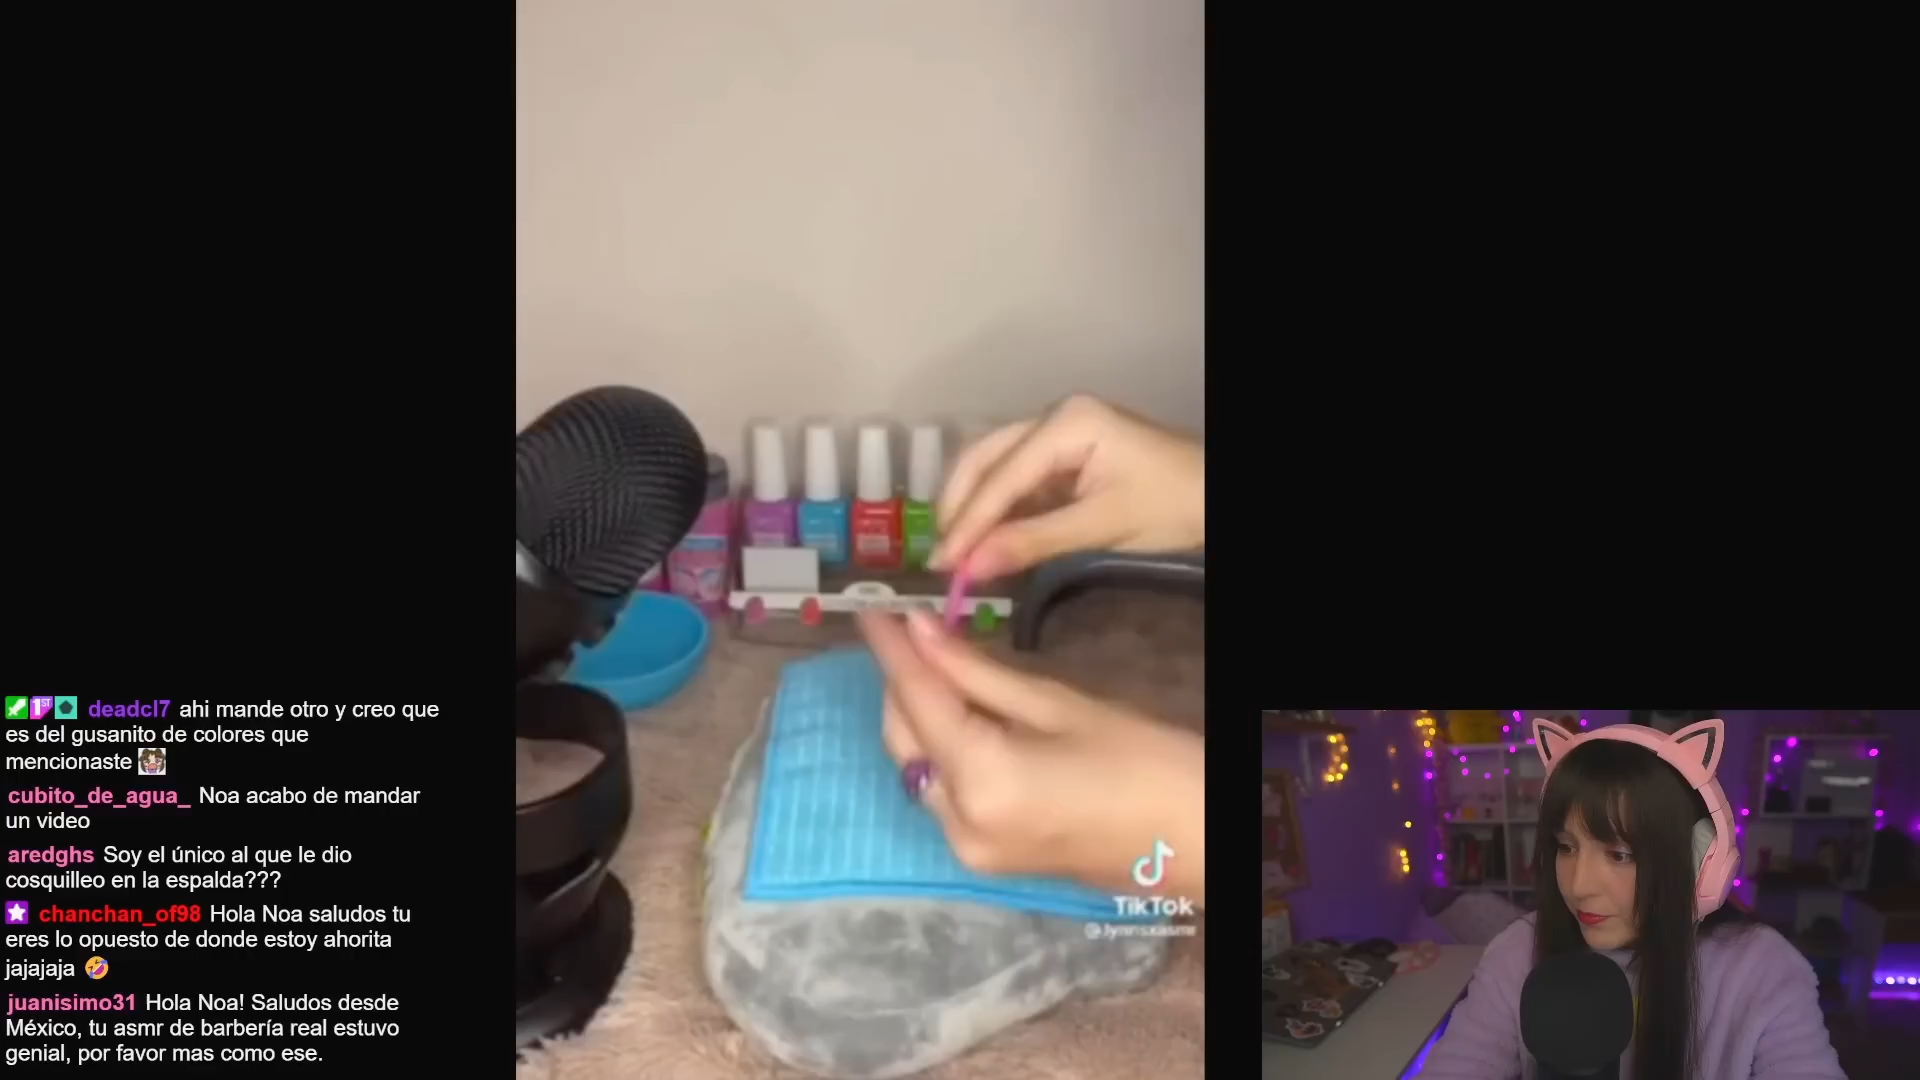 deadcl7 ahi mande otro y creo que
es del gusanito de colores que
mencionaste
cubito_de_agua_ Noa acabo de mandar
un video
aredghs Soy el único al que le dio
cosquilleo en la espalda???
chanchan_of98 Hola Noa saludos tu
eres lo opuesto de donde estoy ahorita
jajajaja 🤣
juanisimo31 Hola Noa! Saludos desde
México, tu asmr de barbería real estuvo
genial, por favor mas como ese.
TikTok